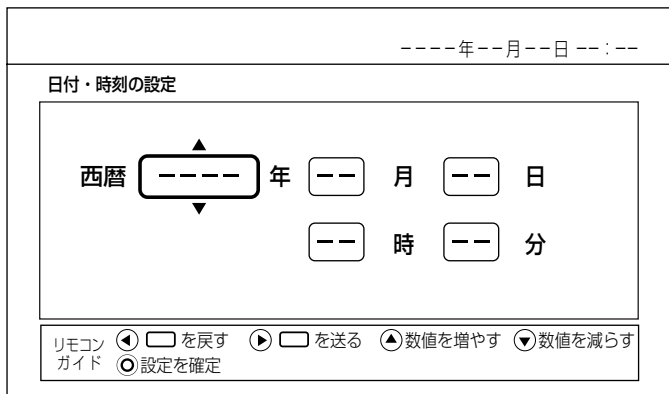 ----年--月--日 --:--
日付・時刻の設定
西暦 ---- 年 -- 月 -- 日
-- 時 -- 分
リモコンガイド
◀ を戻す ▶ を送る ▲数値を増やす ▼数値を減らす
設定を確定